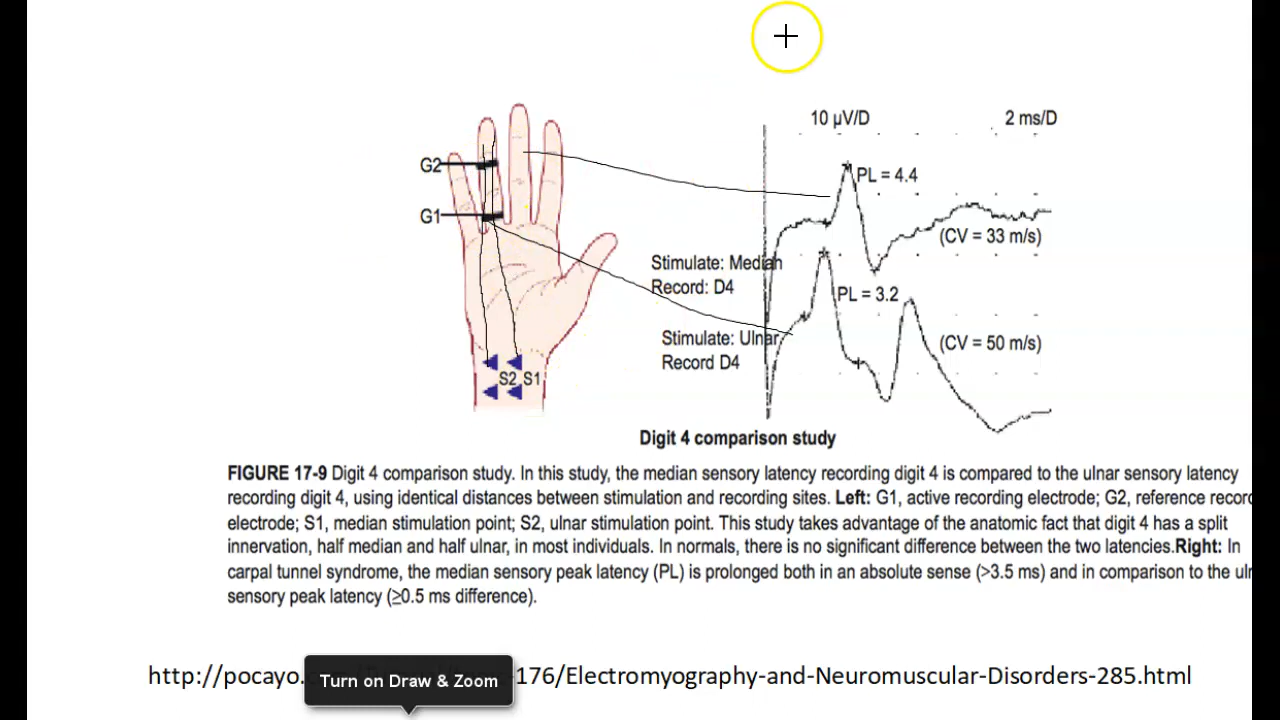 10 µV/D
2 ms/D
G2
PL = 4.4
G1
(CV = 33 m/s)
Stimulate: Median
Record: D4
PL = 3.2
Stimulate: Ulnar
Record D4
(CV = 50 m/s)
S2 S1
Digit 4 comparison study
FIGURE 17-9 Digit 4 comparison study. In this study, the median sensory latency recording digit 4 is compared to the ulnar sensory latency
recording digit 4, using identical distances between stimulation and recording sites. Left: G1, active recording electrode; G2, reference record
electrode; S1, median stimulation point; S2, ulnar stimulation point. This study takes advantage of the anatomic fact that digit 4 has a split
innervation, half median and half ulnar, in most individuals. In normals, there is no significant difference between the two latencies.Right: In
carpal tunnel syndrome, the median sensory peak latency (PL) is prolonged both in an absolute sense (>3.5 ms) and in comparison to the
sensory peak latency (≥0.5 ms difference).
http://pocayo. -176/Electromyography-and-Neuromuscular-Disorders-285.html
Turn on Draw & Zoom